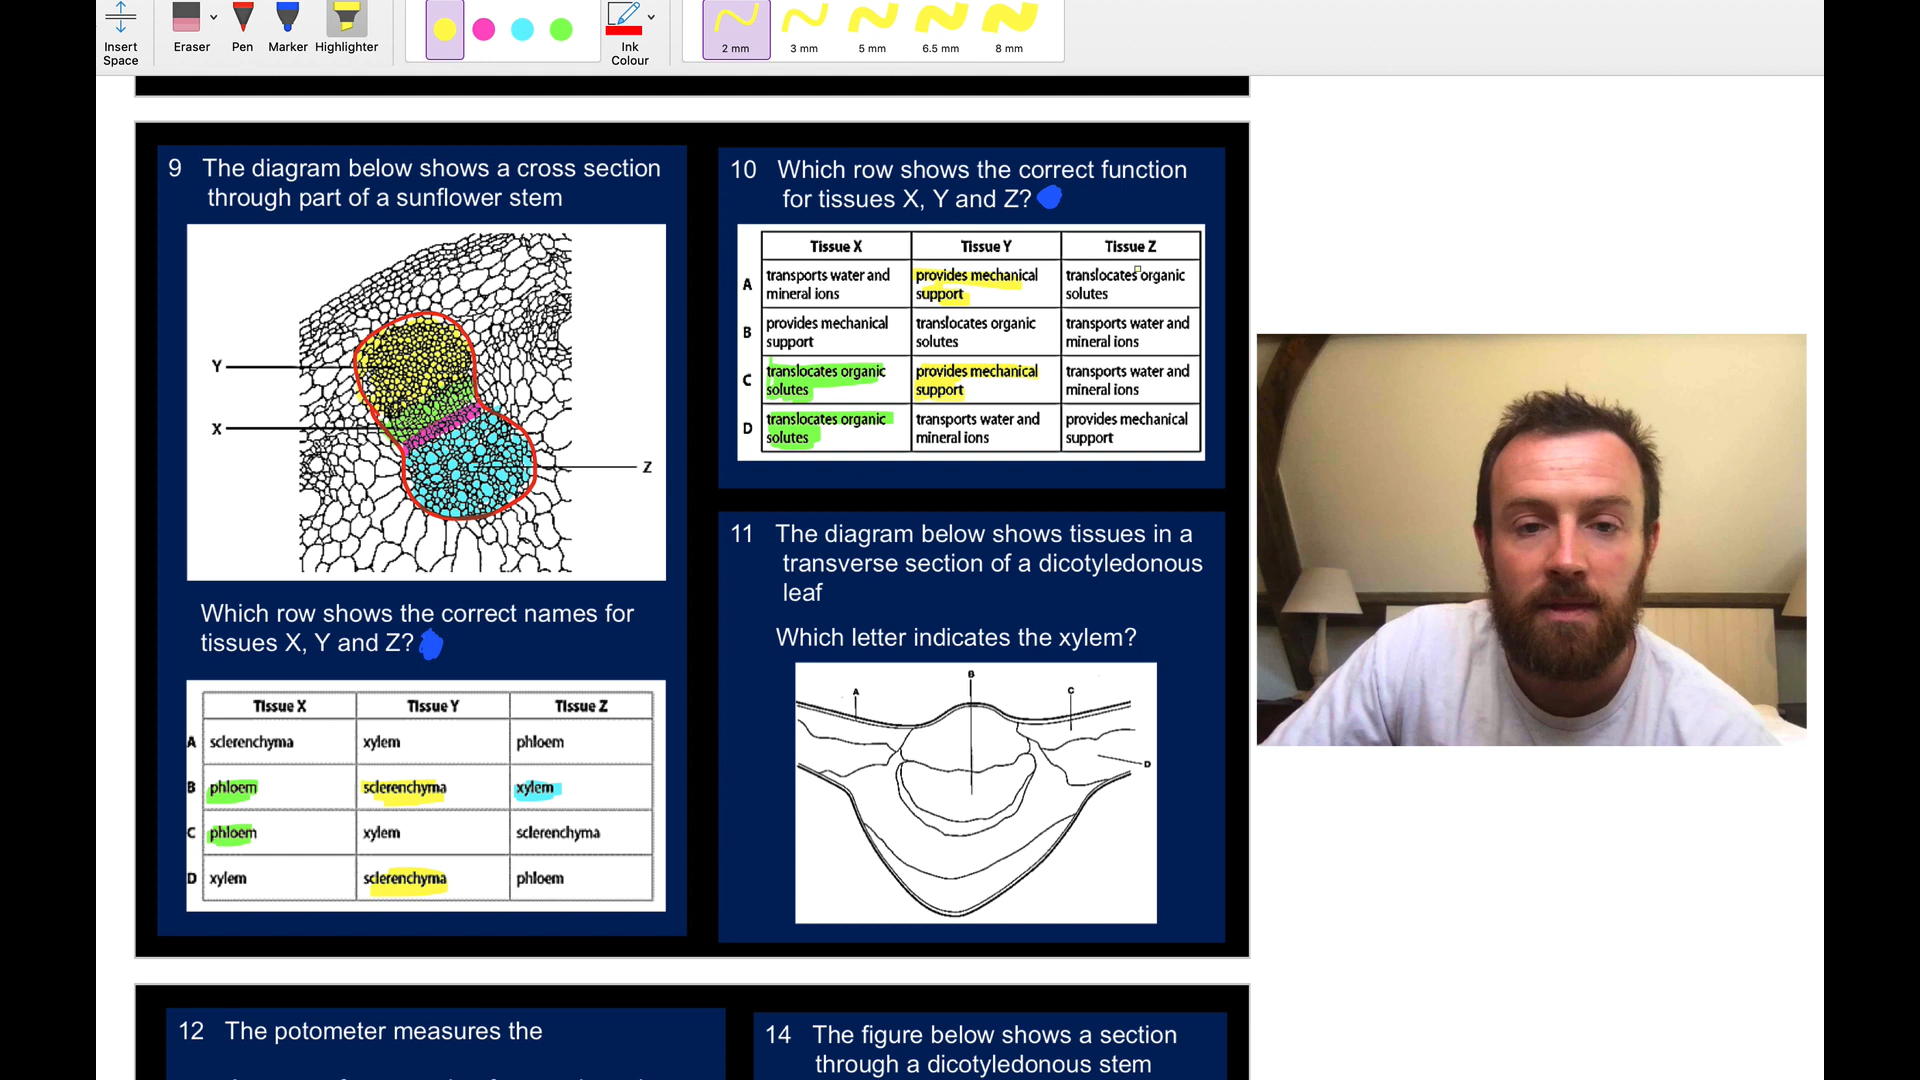 Insert
Space
Eraser
Pen
Marker
Highlighter
Ink
Colour
2 mm
3 mm
5 mm
6.5 mm
8 mm
9 The diagram below shows a cross section
through part of a sunflower stem
Y
X
Z
Which row shows the correct names for
tissues X, Y and Z?
Tissue X Tissue Y Tissue Z
A sclerenchyma xylem phloem
B phloem sclerenchyma xylem
C phloem xylem sclerenchyma
D xylem sclerenchyma phloem
10 Which row shows the correct function
for tissues X, Y and Z?
Tissue X Tissue Y Tissue Z
A transports water and provides mechanical translocates organic
mineral ions support solutes
B provides mechanical translocates organic transports water and
support solutes mineral ions
C translocates organic provides mechanical transports water and
solutes support mineral ions
D translocates organic transports water and provides mechanical
solutes mineral ions support
11 The diagram below shows tissues in a
transverse section of a dicotyledonous
leaf
Which letter indicates the xylem?
B
A
C
D
12 The potometer measures the
14 The figure below shows a section
through a dicotyledonous stem